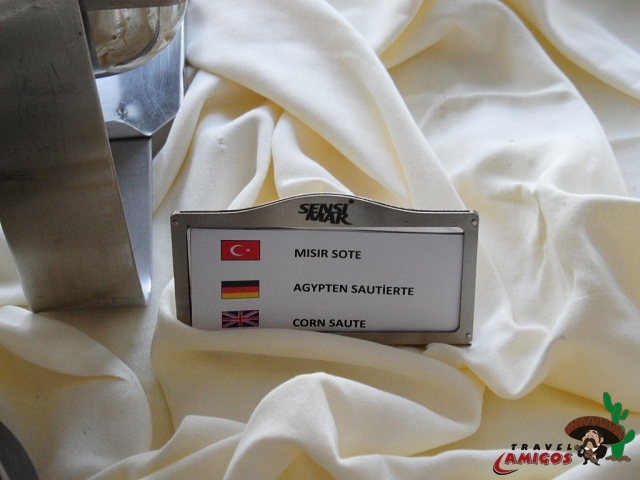 SENSI
MAR
MISIR SOTE
AGYPTEN SAUTİERTE
CORN SAUTE
TRAVEL
AMIGOS